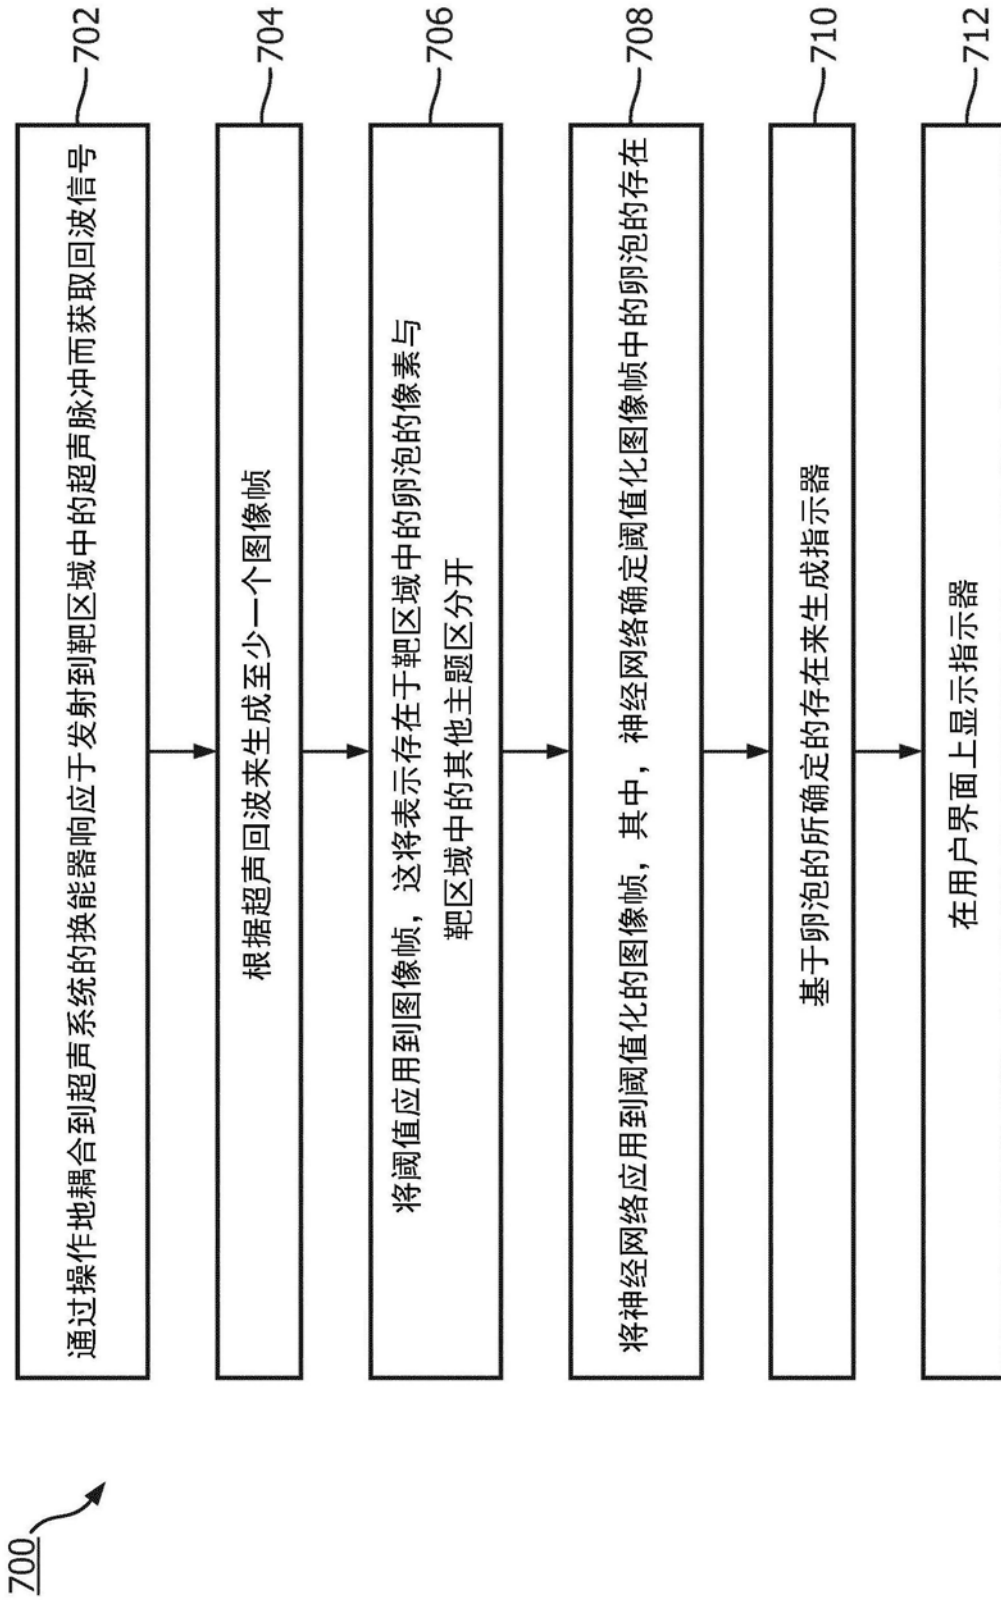 700
通过操作地耦合到超声系统的换能器响应于发射到靶区域中的超声脉冲而获取回波信号
702
根据超声回波来生成至少一个图像帧
704
将阈值应用到图像帧，这将表示存在于靶区域中的卵泡的像素与
靶区域中的其他主题区分开
706
将神经网络应用到阈值化的图像帧，其中，神经网络确定阈值化图像帧中的卵泡的存在
708
基于卵泡的所确定的存在来生成指示器
710
在用户界面上显示指示器
712